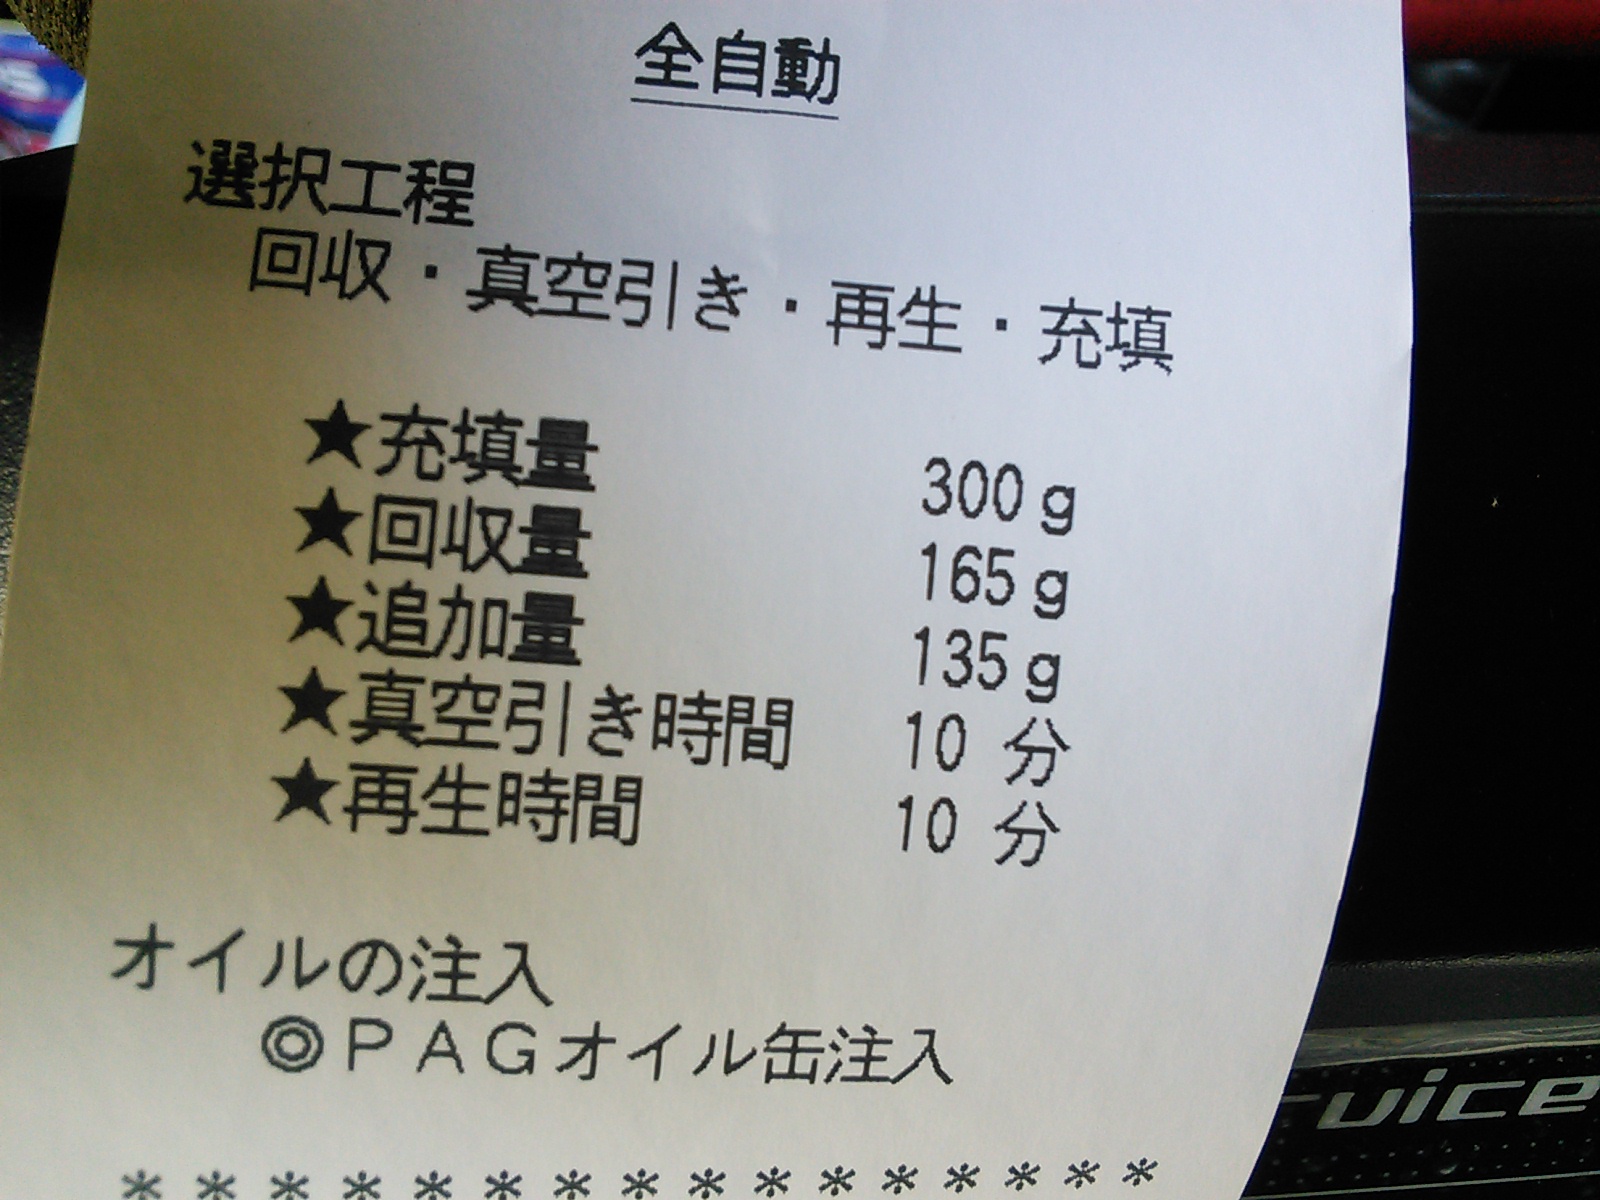 全自動
選択工程
回収・真空引き・再生・充填
★充填量 300g
★回収量 165g
★追加量 135g
★真空引き時間 10 分
★再生時間 10 分
オイルの注入
◎PAGオイル缶注入
****************